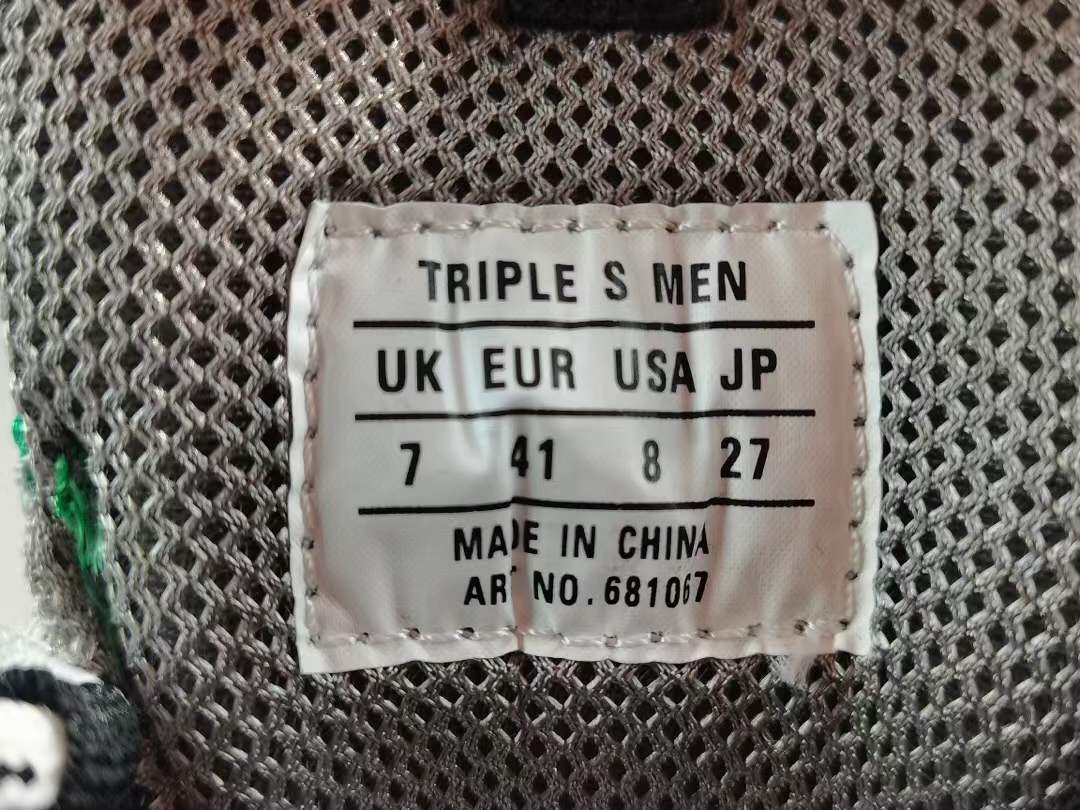 TRIPLE S MEN
UK EUR USA JP
7 41 8 27
MADE IN CHINA
ART NO.681067